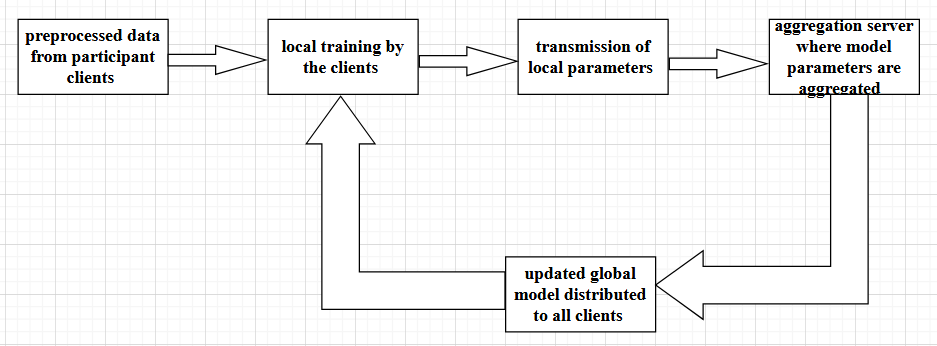 preprocessed data
from participant
clients
local training by
the clients
transmission of
local parameters
aggregation server
where model
parameters are
aggregated
updated global
model distributed
to all clients